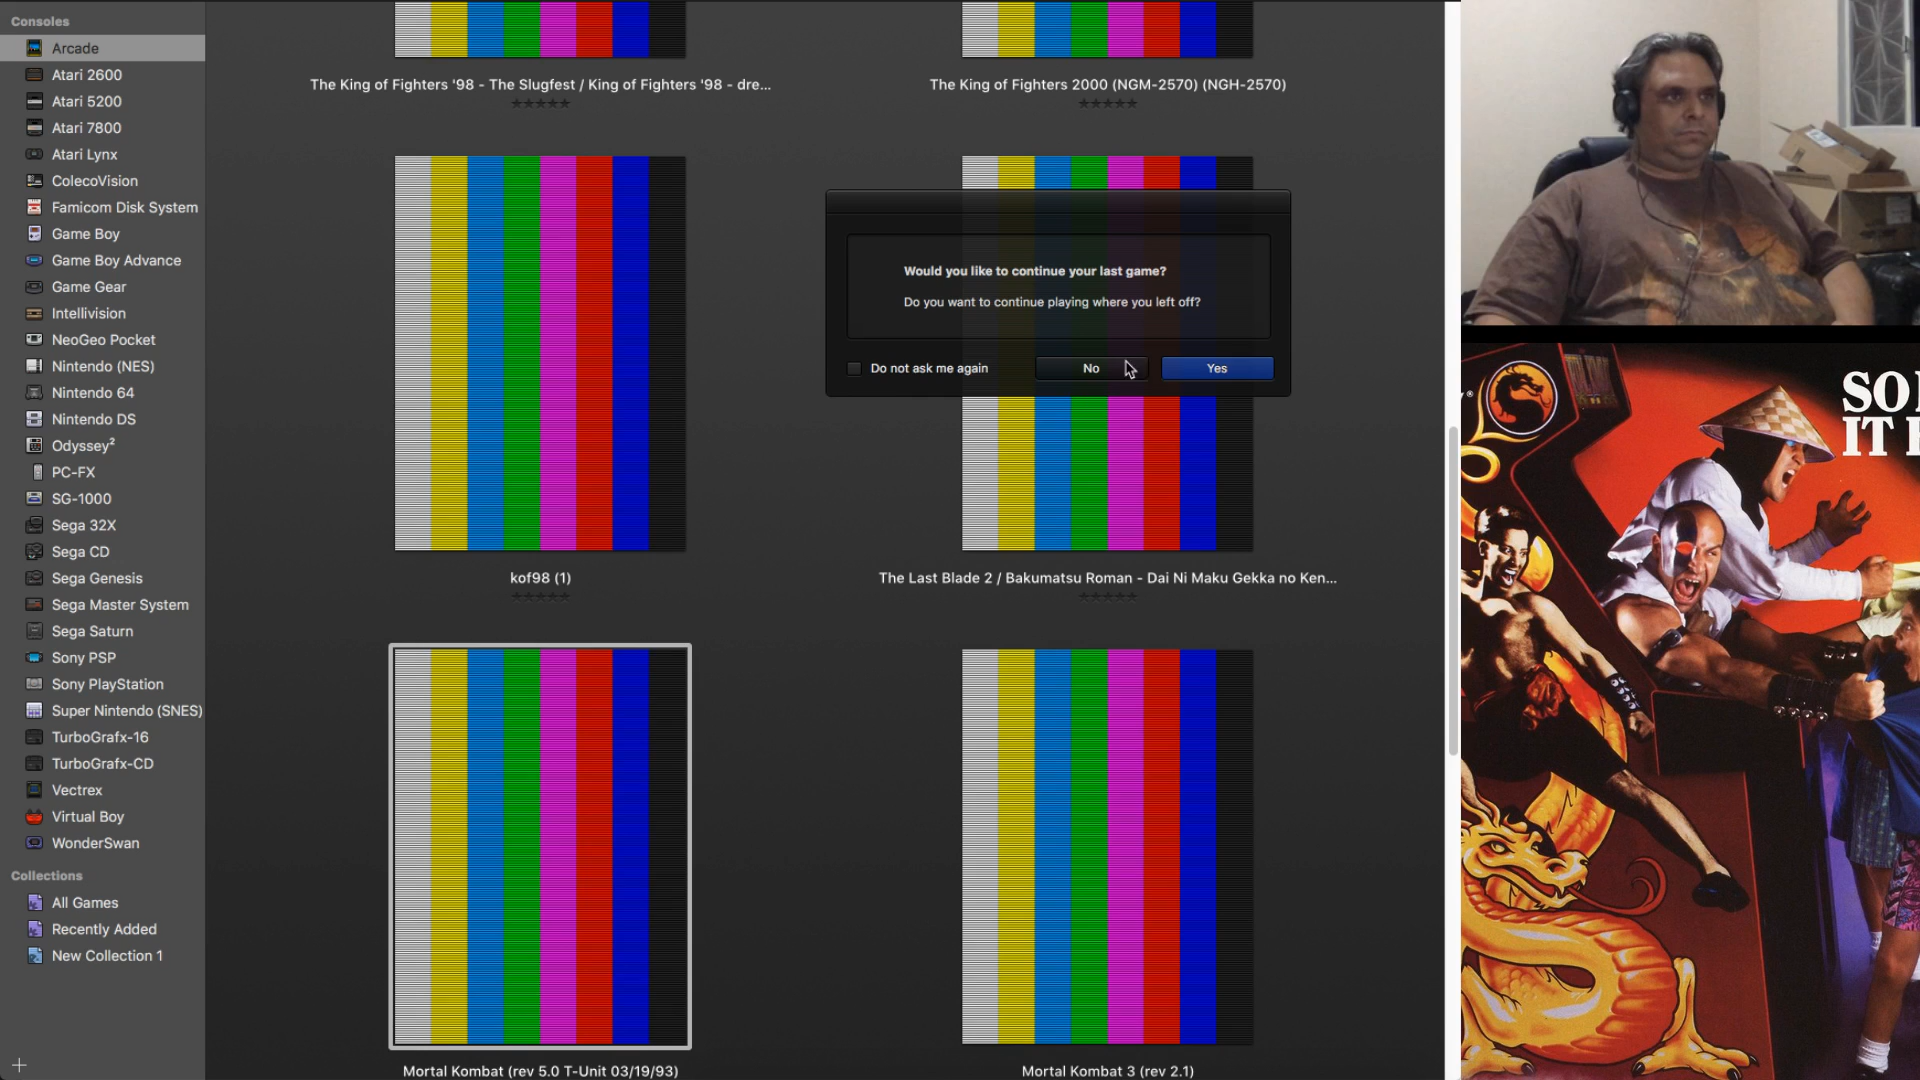 Consoles
Arcade
Atari 2600
Atari 5200
Atari 7800
Atari Lynx
ColecoVision
Famicom Disk System
Game Boy
Game Boy Advance
Game Gear
Intellivision
NeoGeo Pocket
Nintendo (NES)
Nintendo 64
Nintendo DS
Odyssey²
PC-FX
SG-1000
Sega 32X
Sega CD
Sega Genesis
Sega Master System
Sega Saturn
Sony PSP
Sony PlayStation
Super Nintendo (SNES)
TurboGrafx-16
TurboGrafx-CD
Vectrex
Virtual Boy
WonderSwan
Collections
All Games
Recently Added
New Collection 1
The King of Fighters '98 - The Slugfest / King of Fighters '98 - dre...
The King of Fighters 2000 (NGM-2570) (NGH-2570)
Would you like to continue your last game?
Do you want to continue playing where you left off?
Do not ask me again
No
Yes
kof98 (1)
The Last Blade 2 / Bakumatsu Roman - Dai Ni Maku Gekka no Ken...
Mortal Kombat (rev 5.0 T-Unit 03/19/93)
Mortal Kombat 3 (rev 2.1)
SO
IT